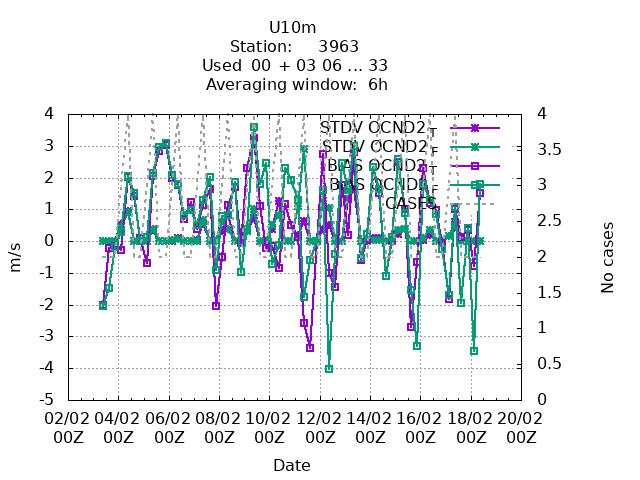 U10m
Station: 3963
Used 00 + 03 06 ... 33
Averaging window: 6h
STDV OCND2 T
STDV OCND2 F
BIAS OCND2 T
BIAS OCND2 F
CASES
4
3
2
1
0
-1
-2
-3
-4
-5
m/s
4
3.5
3
2.5
2
1.5
1
0.5
0
No cases
02/02 04/02 06/02 08/02 10/02 12/02 14/02 16/02 18/02 20/02
00Z 00Z 00Z 00Z 00Z 00Z 00Z 00Z 00Z 00Z
Date